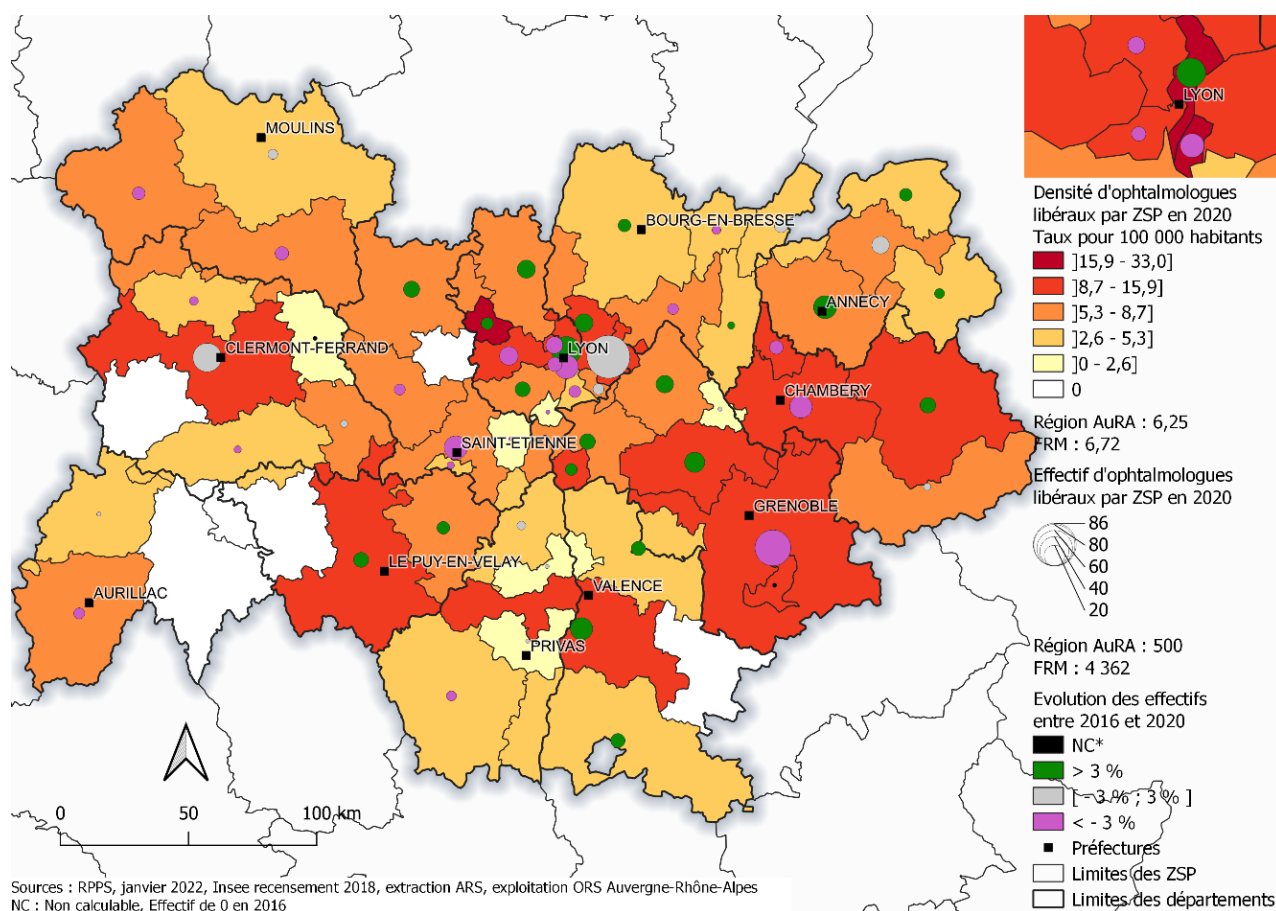 MOULINS
BOURG-EN-BRESSE
ANNECY
CLERMONT-FERRAND
LYON
CHAMBERY
SAINT-ETIENNE
GRENOBLE
LE PUY-EN-VELAY
VALENCE
AURILLAC
PRIVAS
0 50 100 km
Sources : RPPS, janvier 2022, Insee recensement 2018, extraction ARS, exploitation ORS Auvergne-Rhône-Alpes
NC : Non calculable, Effectif de 0 en 2016
LYON
Densité d'ophtalmologues
libéraux par ZSP en 2020
Taux pour 100 000 habitants
]15,9 - 33,0]
]8,7 - 15,9]
]5,3 - 8,7]
]2,6 - 5,3]
]0 - 2,6]
0
Région AuRA : 6,25
FRM : 6,72
Effectif d'ophtalmologues
libéraux par ZSP en 2020
86
80
60
40
20
Région AuRA : 500
FRM : 4 362
Evolution des effectifs
entre 2016 et 2020
NC*
> 3 %
[ - 3 % ; 3 % ]
< - 3 %
Préfectures
Limites des ZSP
Limites des départements